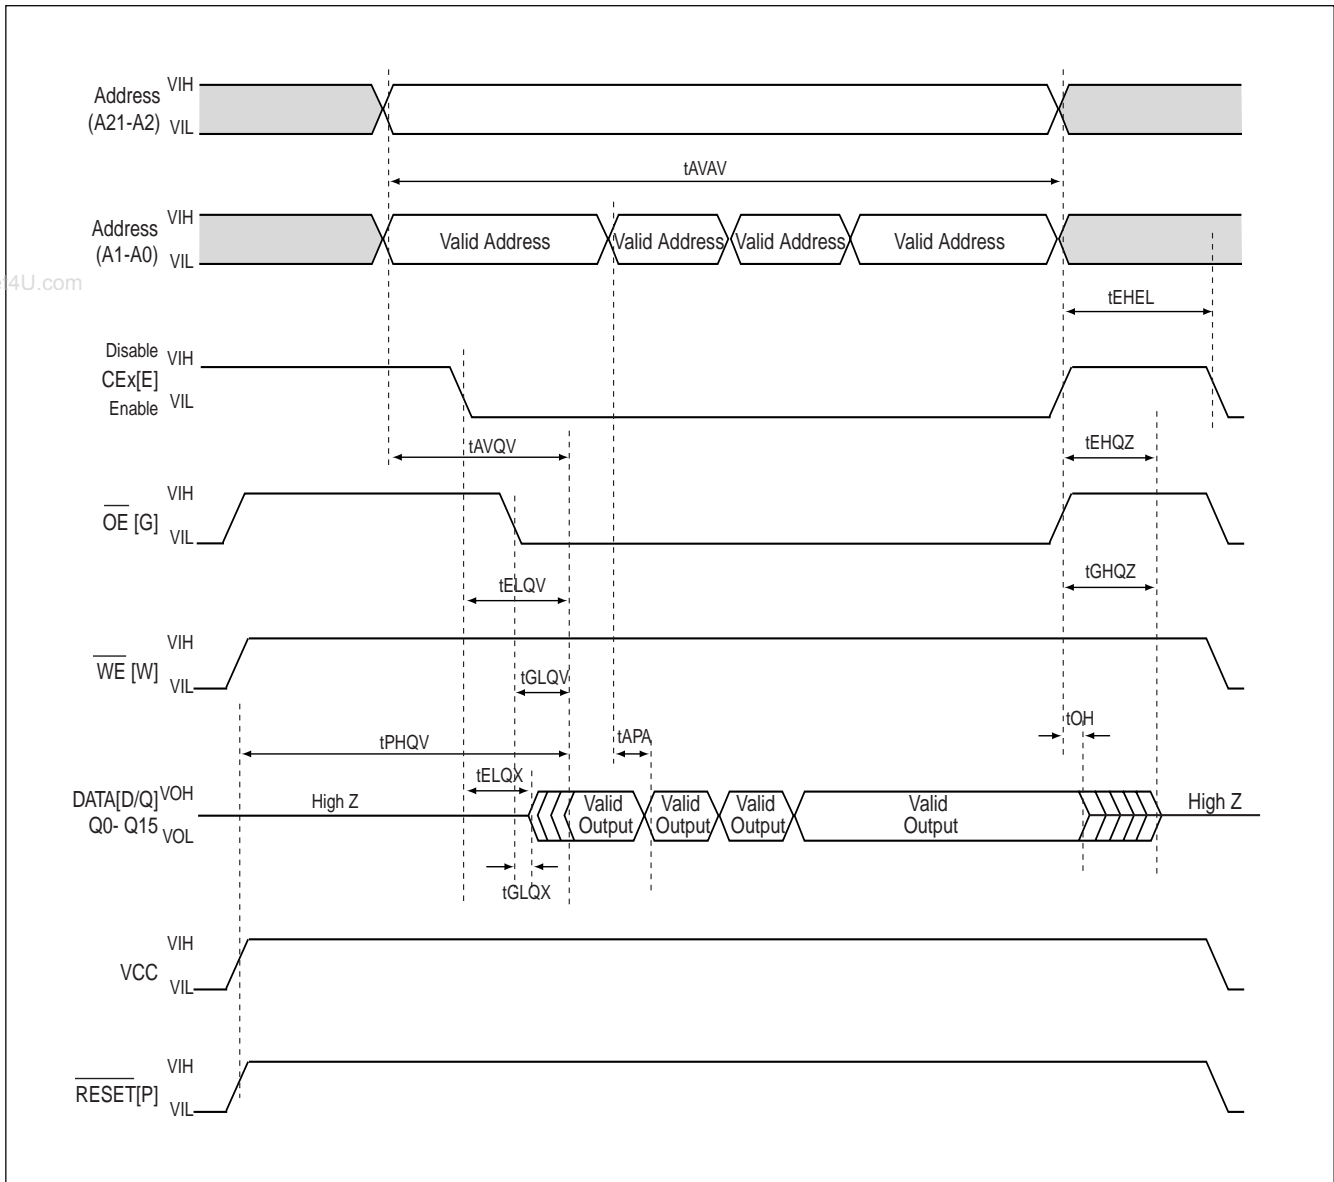 VIH
Address
(A21-A2)
VIL
tAVAV
VIH
Address
(A1-A0)
VIL
Valid Address
Valid Address
Valid Address
Valid Address
4U.com
tEHEL
Disable
VIH
CEx[E]
Enable
VIL
tAVQV
tEHQZ
VIH
OE [G]
VIL
tELQV
tGHQZ
VIH
WE [W]
VIL
tGLQV
tOH
tPHQV
tAPA
tELQX
DATA[D/Q]
VOH
Q0- Q15
VOL
High Z
Valid
Output
Valid
Output
Valid
Output
Valid
Output
High Z
tGLQX
VIH
VCC
VIL
VIH
RESET[P]
VIL